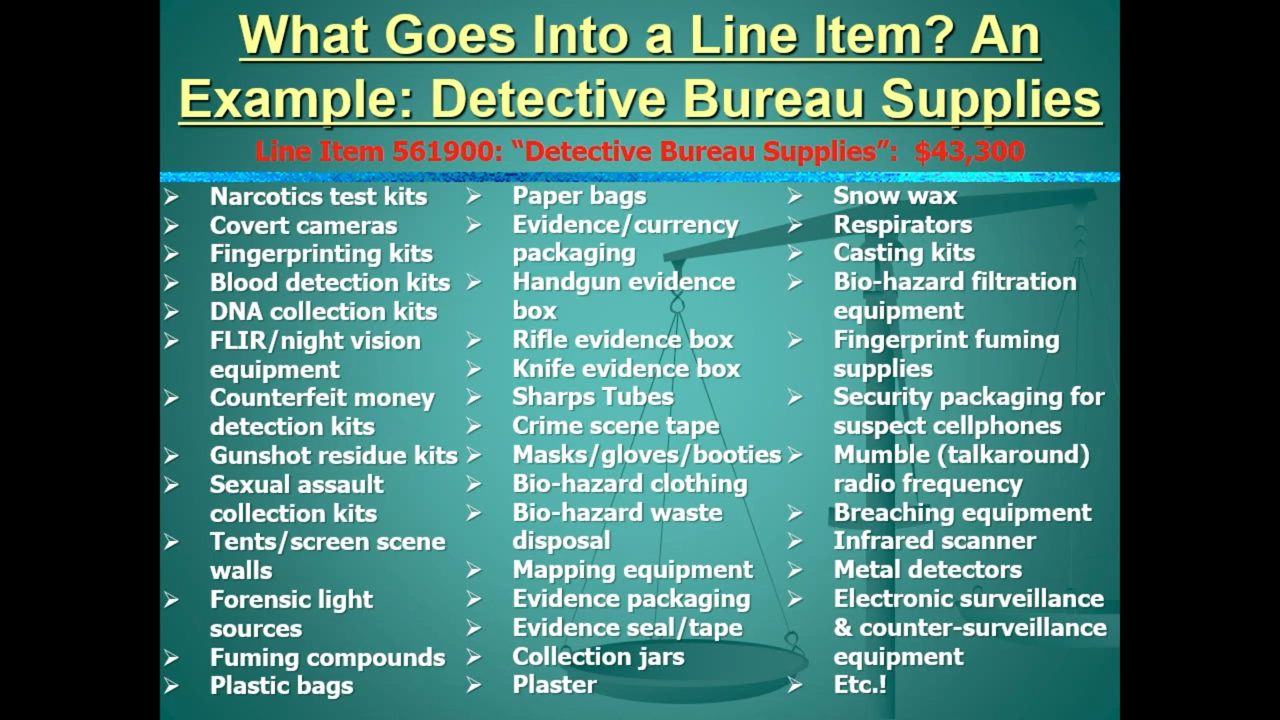 What Goes Into a Line Item? An
Example: Detective Bureau Supplies
Line Item 561900: “Detective Bureau Supplies”: $43,300
➢ Narcotics test kits
➢ Covert cameras
➢ Fingerprinting kits
➢ Blood detection kits
➢ DNA collection kits
➢ FLIR/night vision
equipment
➢ Counterfeit money
detection kits
➢ Gunshot residue kits
➢ Sexual assault
collection kits
➢ Tents/screen scene
walls
➢ Forensic light
sources
➢ Fuming compounds
➢ Plastic bags
➢ Paper bags
➢ Evidence/currency
packaging
➢ Handgun evidence
box
➢ Rifle evidence box
➢ Knife evidence box
➢ Sharps Tubes
➢ Crime scene tape
➢ Masks/gloves/booties
➢ Bio-hazard clothing
➢ Bio-hazard waste
disposal
➢ Mapping equipment
➢ Evidence packaging
➢ Evidence seal/tape
➢ Collection jars
➢ Plaster
➢ Snow wax
➢ Respirators
➢ Casting kits
➢ Bio-hazard filtration
equipment
➢ Fingerprint fuming
supplies
➢ Security packaging for
suspect cellphones
➢ Mumble (talkaround)
radio frequency
➢ Breaching equipment
➢ Infrared scanner
➢ Metal detectors
➢ Electronic surveillance
& counter-surveillance
equipment
➢ Etc.!